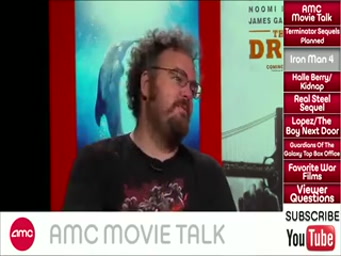 NOOMI
JAMES GA
DR
AMC
Movie Talk
Terminator Sequels
Planned
Iron Man 4
Halle Berry/
Kidnap
Real Steel
Sequel
Lopez/The
Boy Next Door
Guardians Of The
Galaxy Top Box Office
Favorite War
Films
Viewer
Questions
SUBSCRIBE
YouTube
amc AMC MOVIE TALK